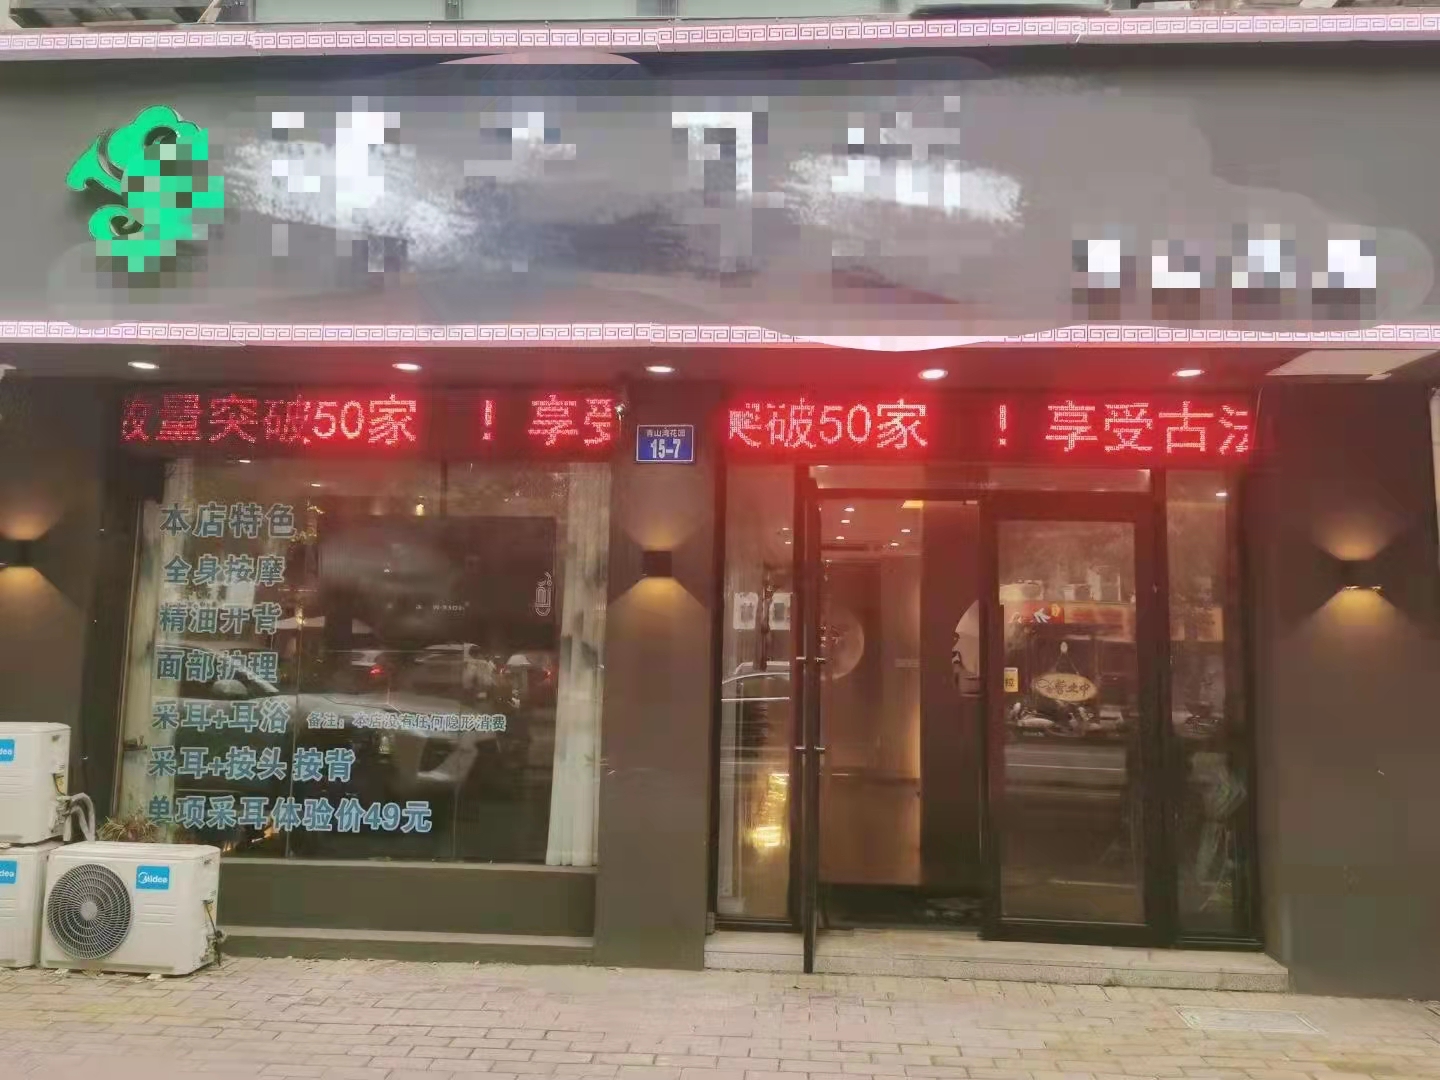 量突破50家 ！享受
破50家 ！享受古法
青山湾花园
15-7
本店特色
全身按摩
精油开背
面部护理
采耳+耳浴 备注：本店没有任何隐形消费
采耳+按头 按背
单项采耳体验价49元
营业中
Midea